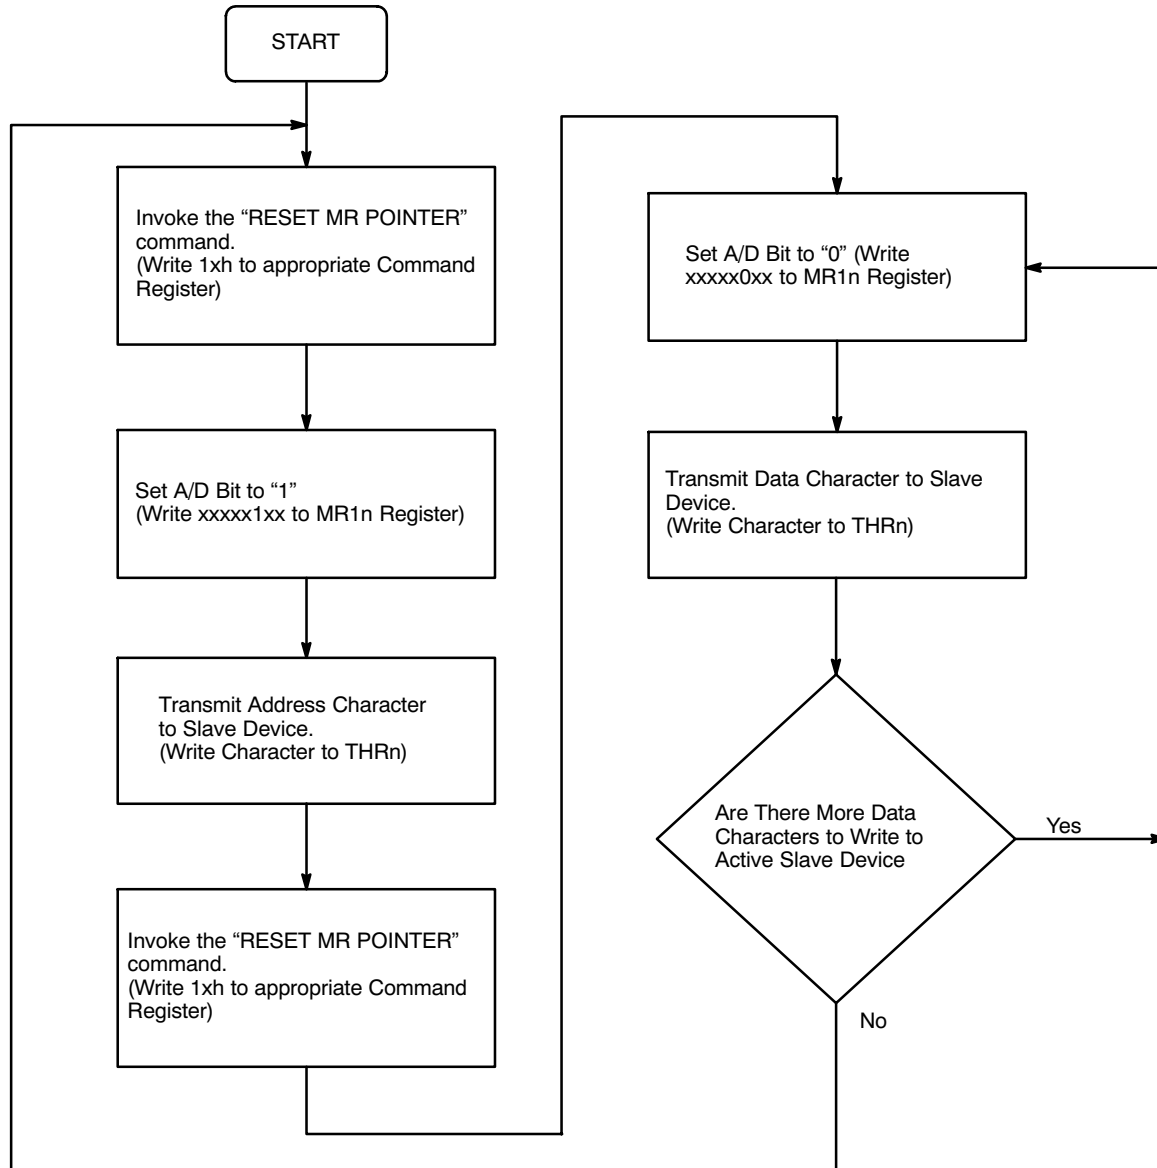 START
Invoke the “RESET MR POINTER”
command.
(Write 1xh to appropriate Command
Register)
Set A/D Bit to “1”
(Write xxxxx1xx to MR1n Register)
Transmit Address Character
to Slave Device.
(Write Character to THRn)
Invoke the “RESET MR POINTER”
command.
(Write 1xh to appropriate Command
Register)
Set A/D Bit to “0” (Write
xxxxx0xx to MR1n Register)
Transmit Data Character to Slave
Device.
(Write Character to THRn)
Are There More Data
Characters to Write to
Active Slave Device
Yes
No